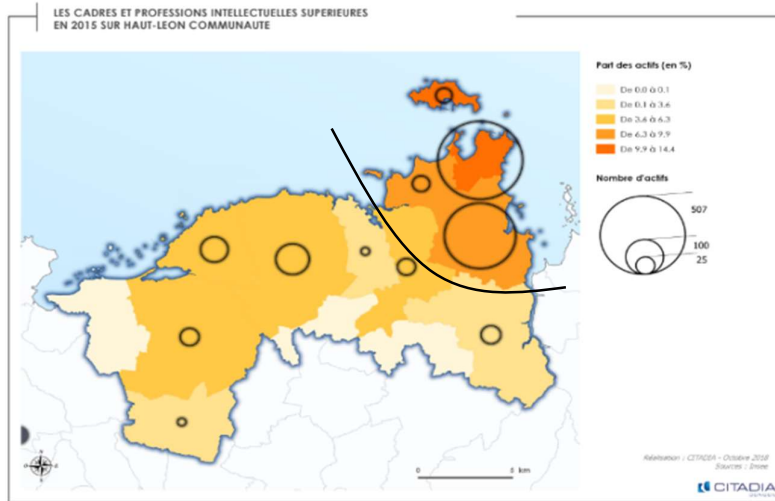 LES CADRES ET PROFESSIONS INTELLECTUELLES SUPERIEURES
EN 2015 SUR HAUT-LEON COMMUNAUTE
Part des actifs (en %)
De 0.0 à 0.1
De 0.1 à 3.6
De 3.6 à 6.3
De 6.3 à 9.9
De 9.9 à 14.4
Nombre d'actifs
507
100
25
5 km
Réalisation : CITADIA - Octobre 2018
Sources : Insee
CITADIA